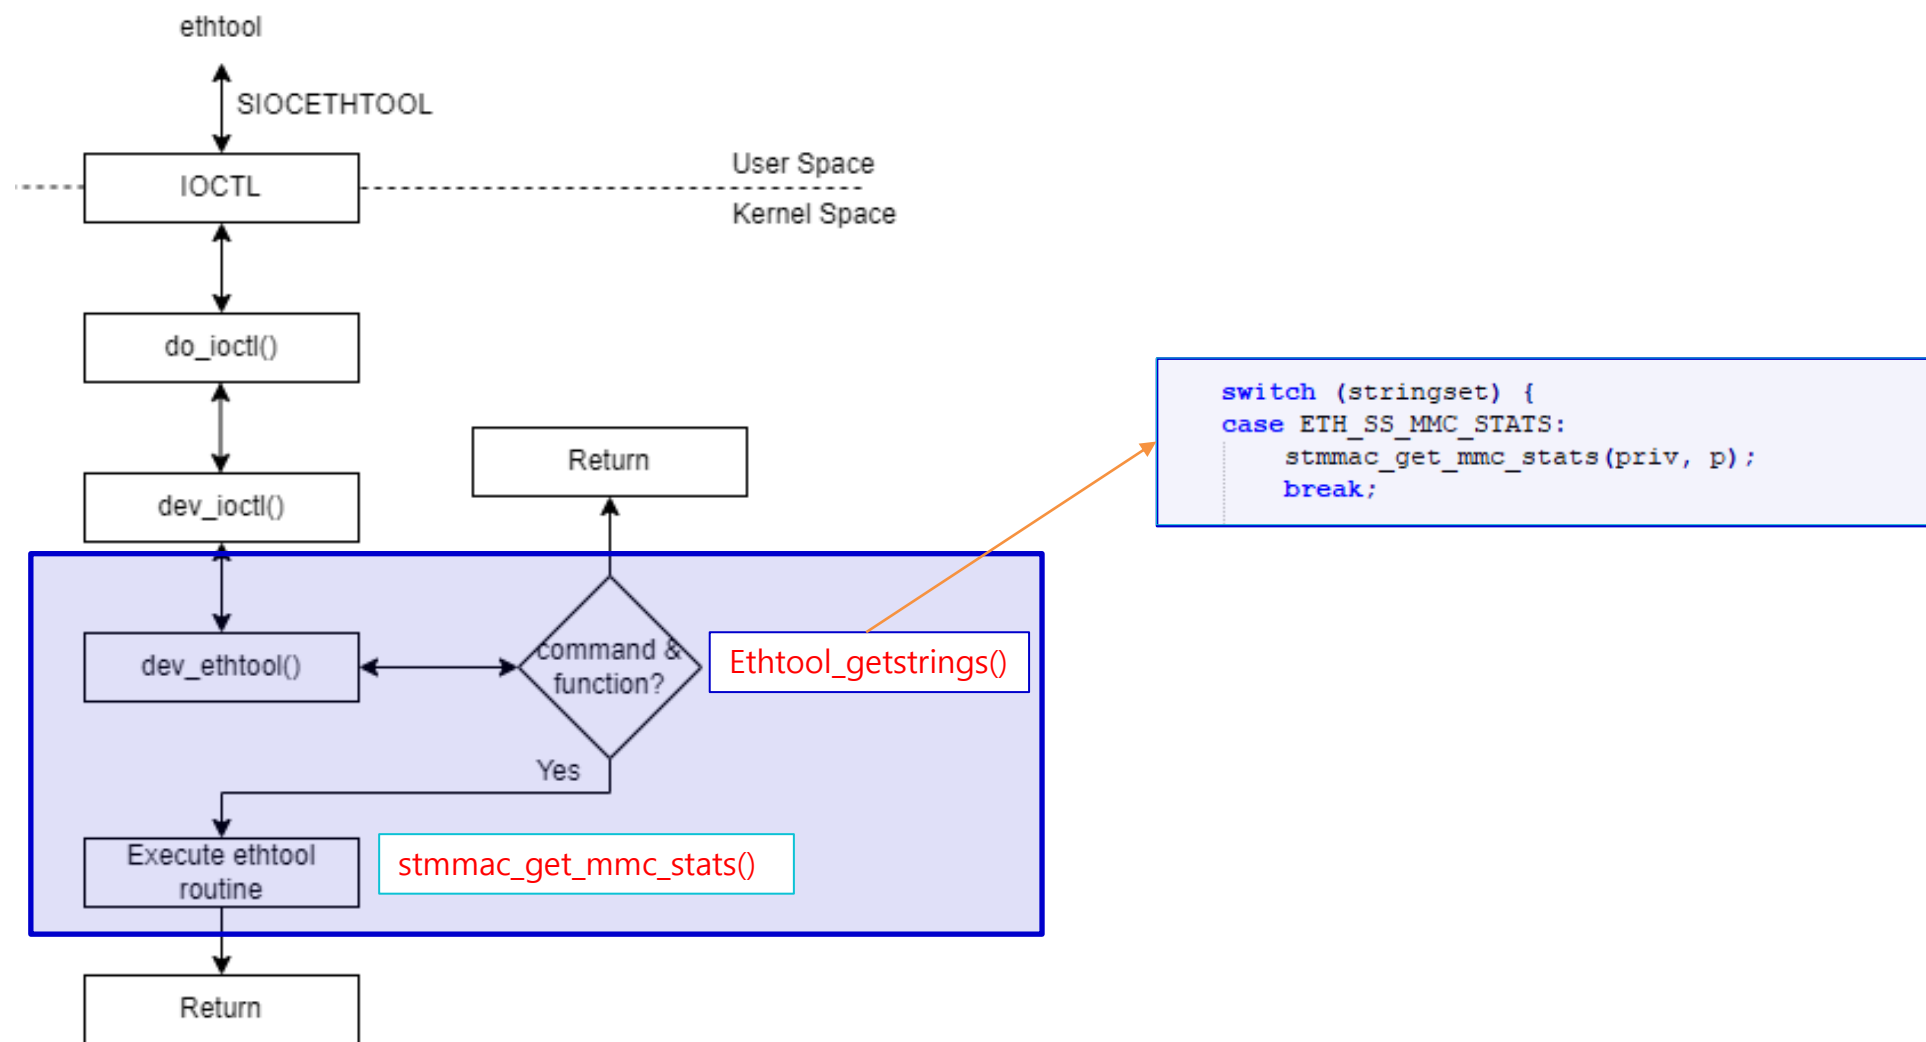 ethtool
SIOCETHTOOL
User Space
IOCTL
Kernel Space
do_ioctl()
switch (stringset) {
case ETH_SS_MMC_STATS:
stmmac_get_mmc_stats(priv, p);
break;
Return
dev_ioctl()
command &
function?
Ethtool_getstrings()
dev_ethtool()
Yes
Execute ethtool
routine
stmmac_get_mmc_stats()
Return